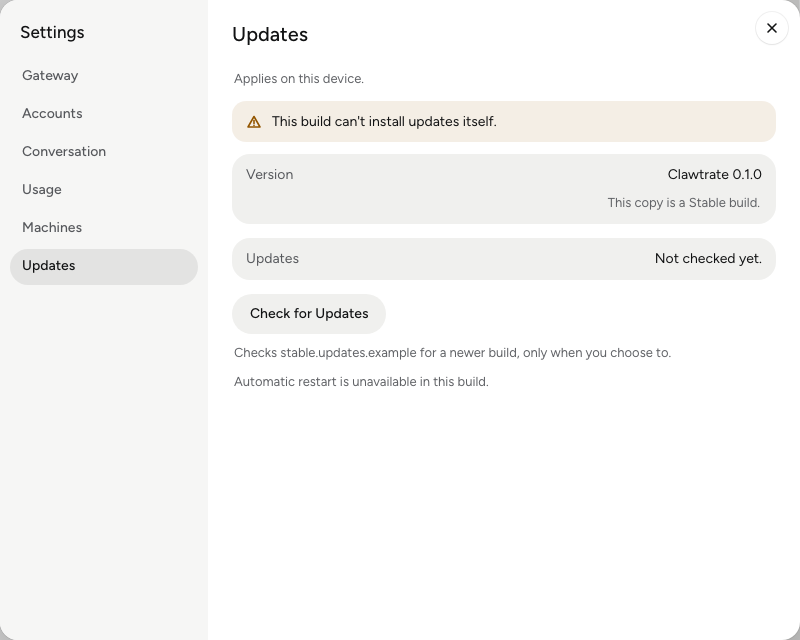 Settings
Gateway
Accounts
Conversation
Usage
Machines
Updates
Updates
Applies on this device.
This build can't install updates itself.
Version
Clawtrate 0.1.0
This copy is a Stable build.
Updates
Not checked yet.
Check for Updates
Checks stable.updates.example for a newer build, only when you choose to.
Automatic restart is unavailable in this build.